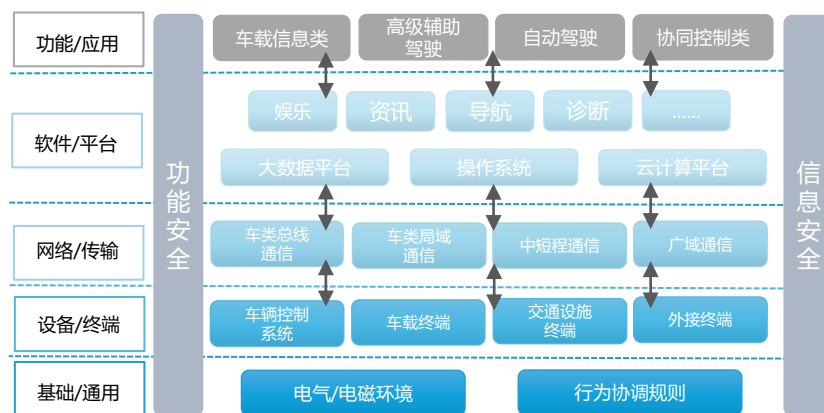 功能/应用
车载信息类
高级辅助
驾驶
自动驾驶
协同控制类
软件/平台
娱乐
资讯
导航
诊断
......
大数据平台
操作系统
云计算平台
功能安全
信息安全
网络/传输
车类总线
通信
车类局域
通信
中短程通信
广域通信
设备/终端
车辆控制
系统
车载终端
交通设施
终端
外接终端
基础/通用
电气/电磁环境
行为协调规则